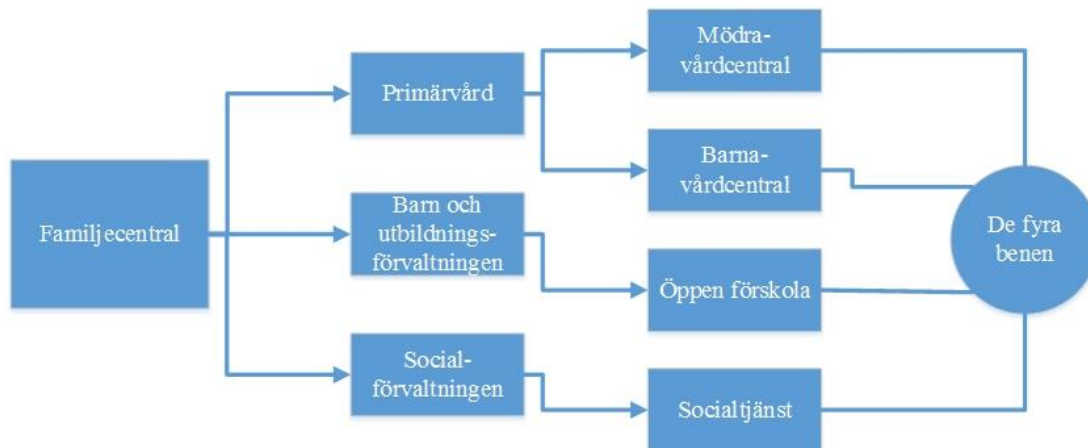 Familjecentral
Primärvård
Barn och
utbildnings-
förvaltningen
Social-
förvaltningen
Mödra-
vårdcentral
Barna-
vårdcentral
Öppen förskola
Socialtjänst
De fyra
benen